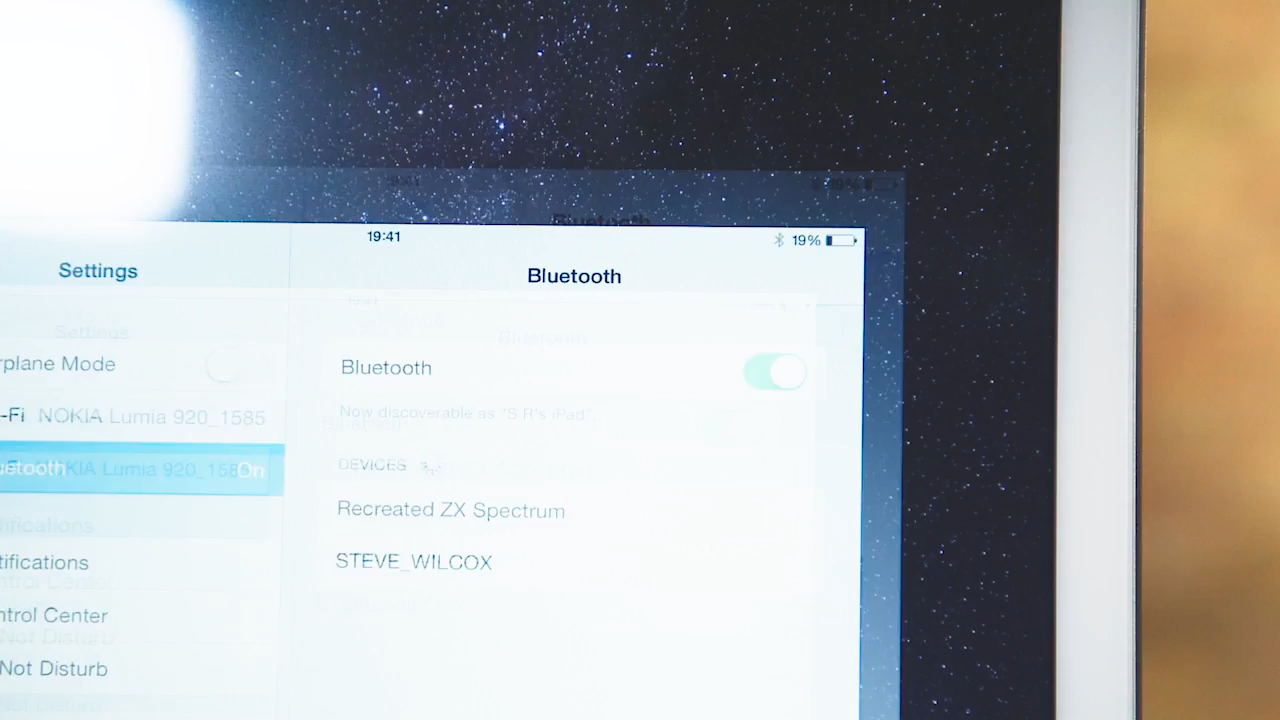 19:41
19%
Settings
Bluetooth
rplane Mode
Bluetooth
-Fi NOKIA Lumia 920_1585
Now discoverable as "S R's iPad".
uetooth On
DEVICES
Recreated ZX Spectrum
tifications
STEVE_WILCOX
ntrol Center
Not Disturb